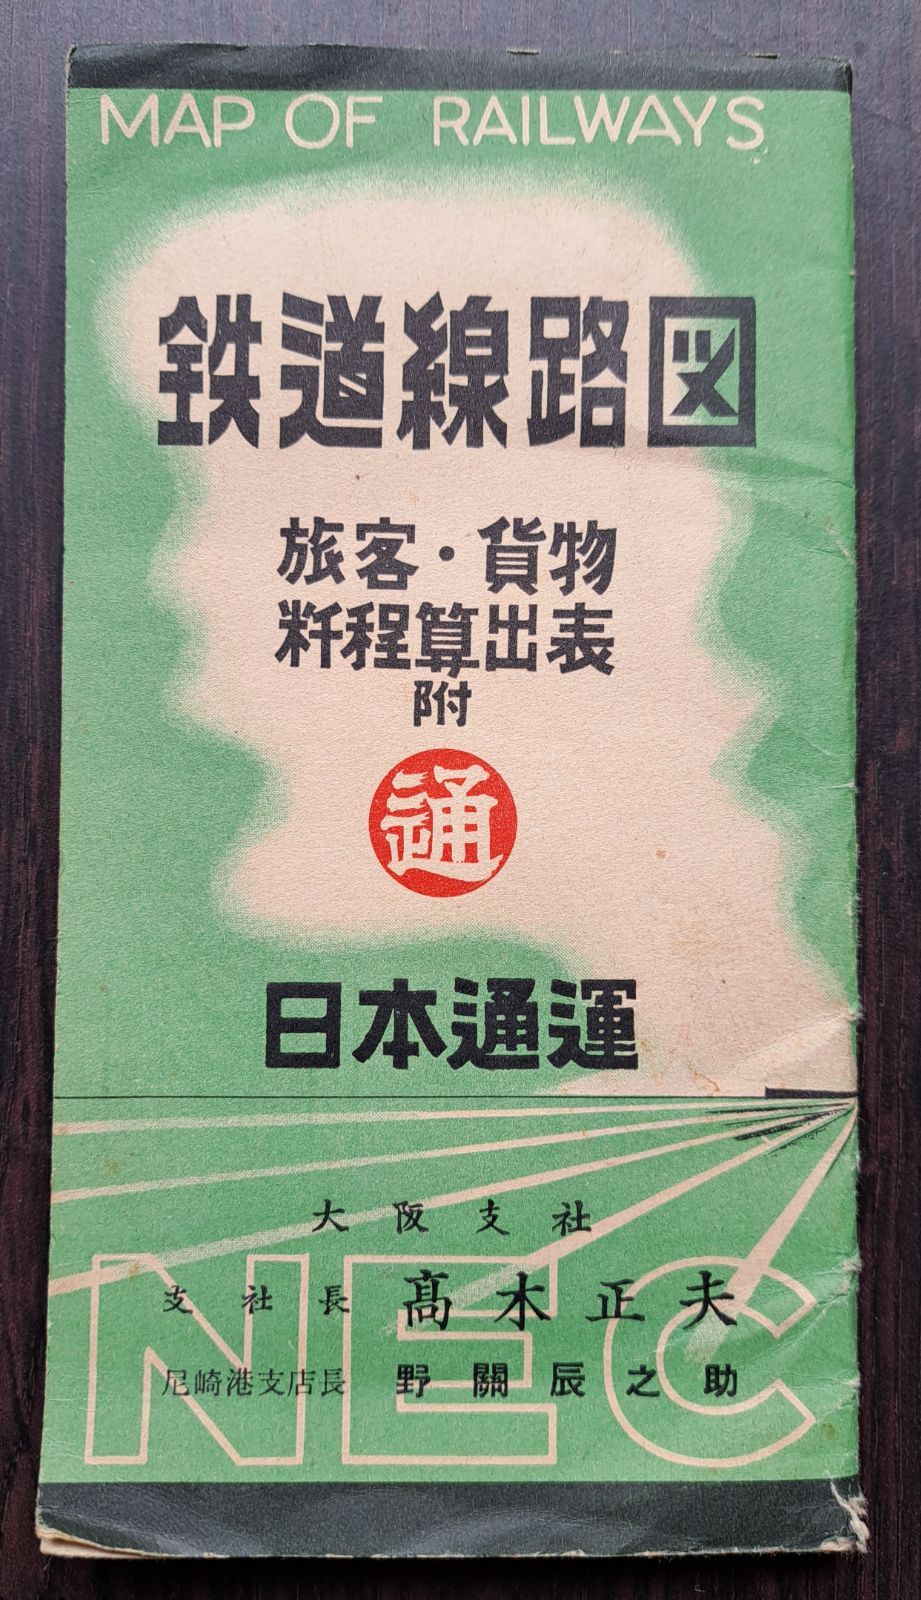 MAP OF RAILWAYS
鉄道線路図
旅客・貨物
粁程算出表
附
通
日本通運
大阪支社
支社長 髙木正夫
尼崎港支店長 野關辰之助
NEC